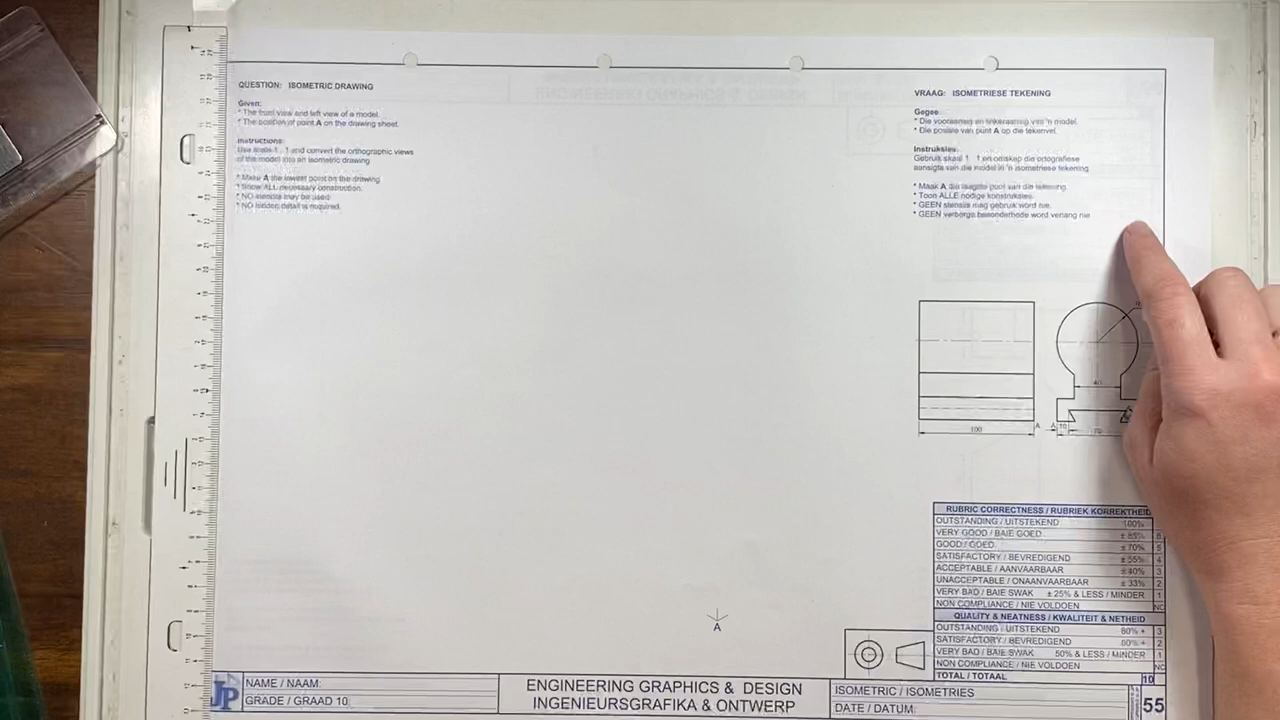 QUESTION: ISOMETRIC DRAWING
Given:
* The front view and left view of a model.
* The position of point A on the drawing sheet.
Instructions:
Use scale 1 : 1 and convert the orthographic views
of the model into an isometric drawing.
* Make A the lowest point on the drawing.
* Show ALL necessary construction.
* NO stencils may be used.
* NO hidden detail is required.
VRAAG: ISOMETRIESE TEKENING
Gegee:
* Die vooraansig en linkeraansig van 'n model.
* Die posisie van punt A op die tekenvel.
Instruksies:
Gebruik skaal 1 : 1 en omskep die ortografiese
aansigte van die model in 'n isometriese tekening
* Maak A die laagste punt van die tekening.
* Toon ALLE nodige konstruksies.
* GEEN stensils mag gebruik word nie.
* GEEN verborge besonderhede word verlang nie
40
100
A
A
10
70
A
RUBRIC CORRECTNESS / RUBRIEK KORREKTHEID
OUTSTANDING / UITSTEKEND 100%
VERY GOOD / BAIE GOED ± 85% 6
GOOD / GOED ± 70% 5
SATISFACTORY / BEVREDIGEND ± 55% 4
ACCEPTABLE / AANVAARBAAR ± 40% 3
UNACCEPTABLE / ONAANVAARBAAR ± 33% 2
VERY BAD / BAIE SWAK ± 25% & LESS / MINDER 1
NON COMPLIANCE / NIE VOLDOEN NC
QUALITY & NEATNESS / KWALITEIT & NETHEID
OUTSTANDING / UITSTEKEND 80% + 3
SATISFACTORY / BEVREDIGEND 60% + 2
VERY BAD / BAIE SWAK 50% & LESS / MINDER 1
NON COMPLIANCE / NIE VOLDOEN NC
TOTAL / TOTAAL 10
JP
NAME / NAAM:
GRADE / GRAAD 10
ENGINEERING GRAPHICS & DESIGN
INGENIEURSGRAFIKA & ONTWERP
ISOMETRIC / ISOMETRIES
DATE / DATUM:
55